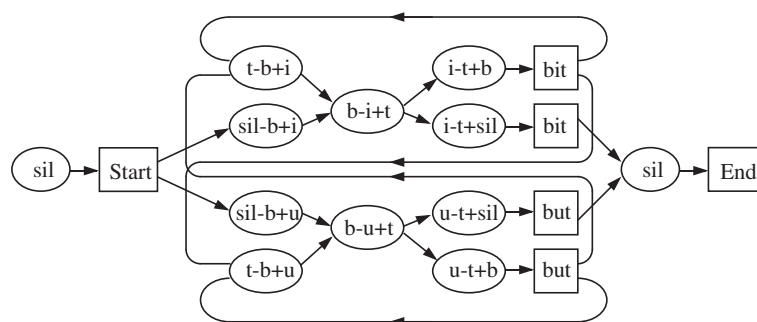 t-b+i
i-t+b
bit
b-i+t
sil-b+i
i-t+sil
bit
sil
Start
sil
End
sil-b+u
u-t+sil
but
b-u+t
t-b+u
u-t+b
but